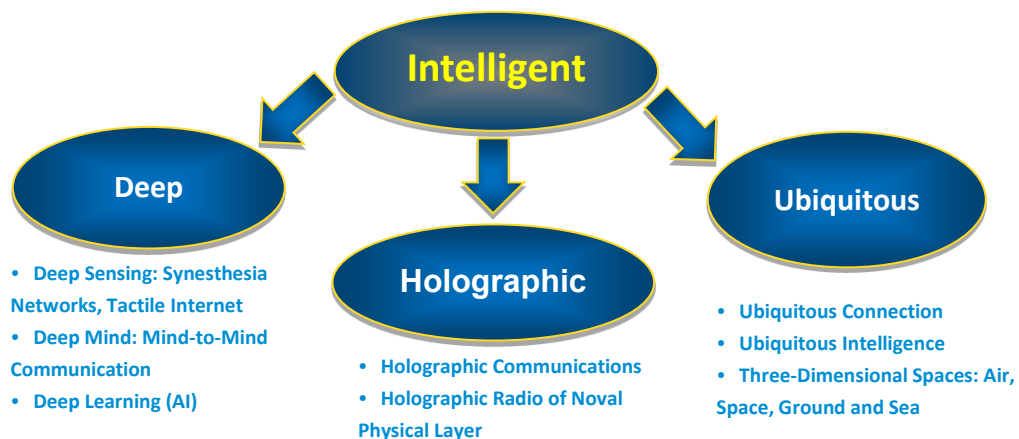 Intelligent
Deep
• Deep Sensing: Synesthesia
Networks, Tactile Internet
• Deep Mind: Mind-to-Mind
Communication
• Deep Learning (AI)
Holographic
• Holographic Communications
• Holographic Radio of Noval
Physical Layer
Ubiquitous
• Ubiquitous Connection
• Ubiquitous Intelligence
• Three-Dimensional Spaces: Air,
Space, Ground and Sea